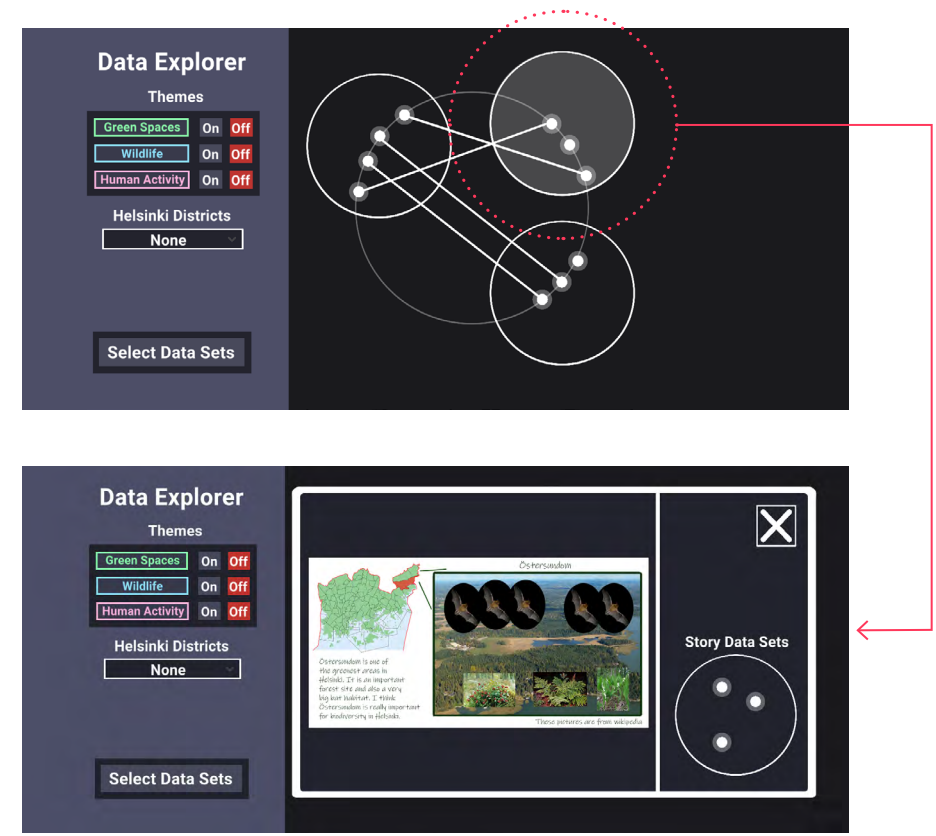 Data Explorer
Themes
Green Spaces On Off
Wildlife On Off
Human Activity On Off
Helsinki Districts
None
Select Data Sets
Data Explorer
Themes
Green Spaces On Off
Wildlife On Off
Human Activity On Off
Helsinki Districts
None
Select Data Sets
Östersundom
Östersundom is one of
the greenest areas in
Helsinki. It is an important
forest site and also a very
big bat habitat. I think
Östersundom is really important
for biodiversity in Helsinki.
These pictures are from wikipedia
Story Data Sets